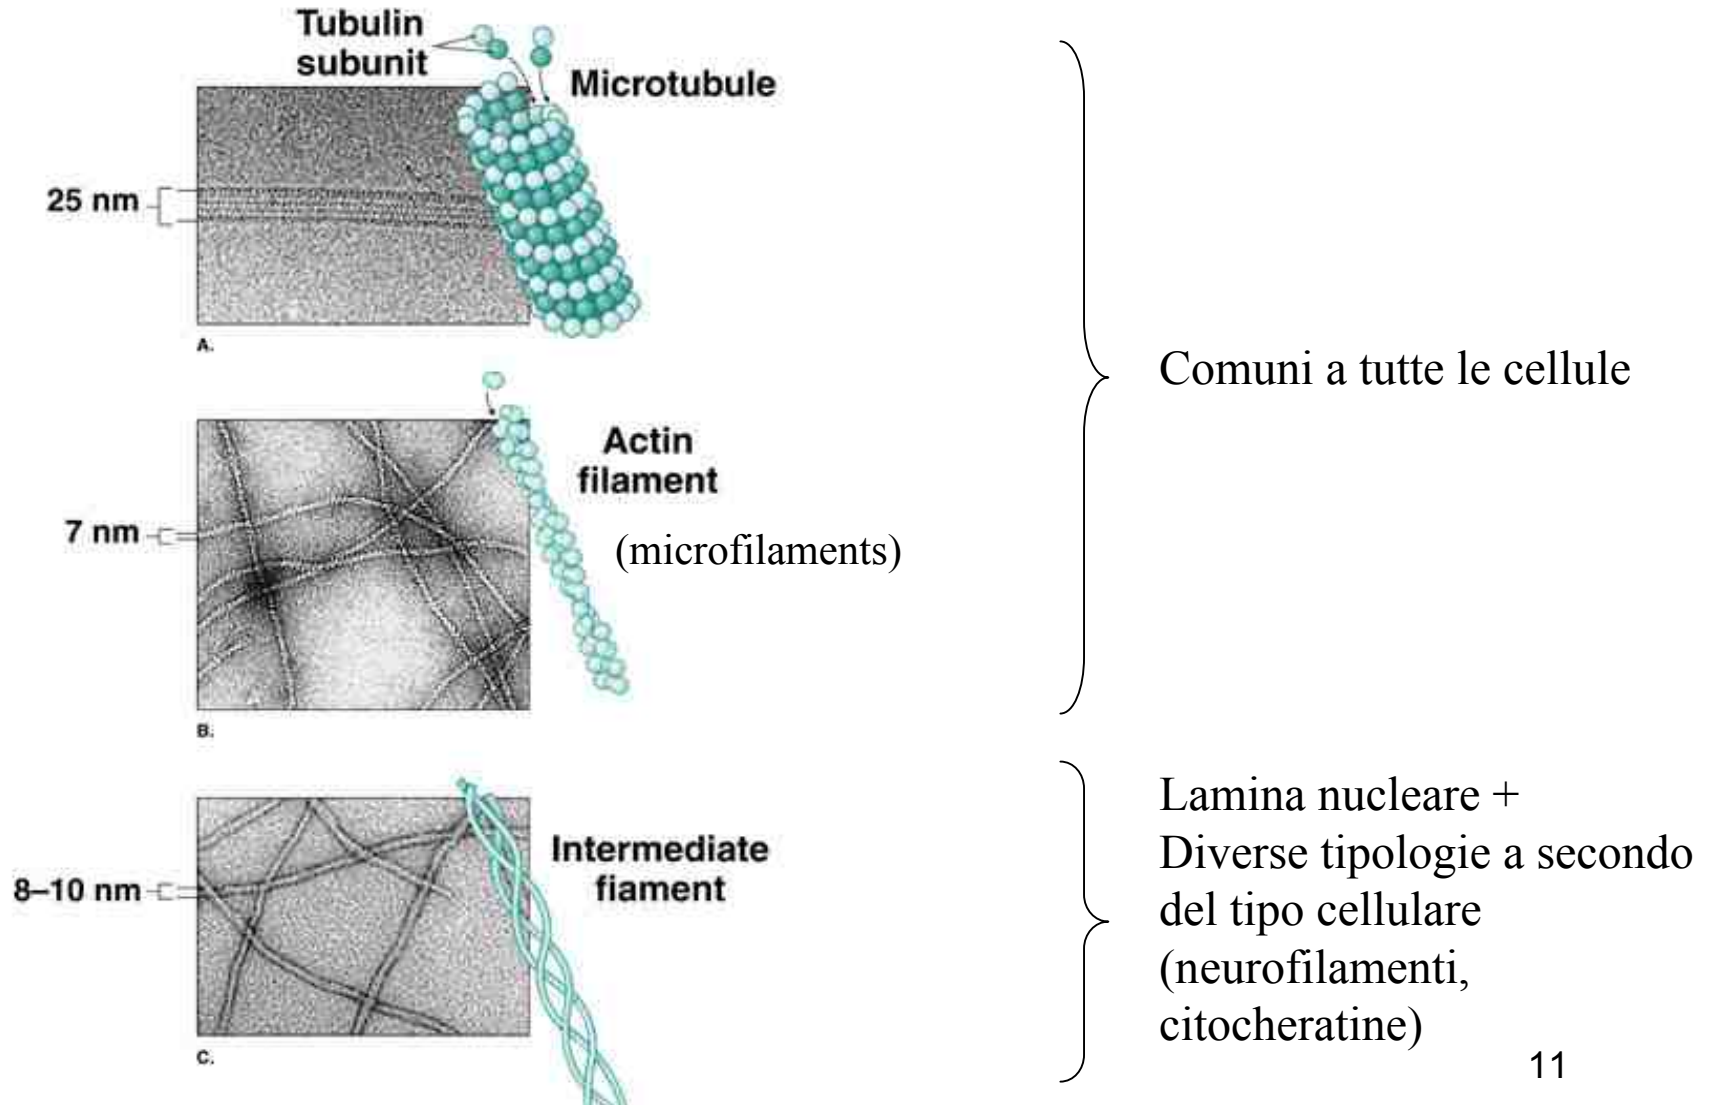 Tubulin
subunit
Microtubule
25 nm
A.
Comuni a tutte le cellule
Actin
filament
(microfilaments)
7 nm
B.
Intermediate
fiament
8–10 nm
C.
Lamina nucleare +
Diverse tipologie a secondo
del tipo cellulare
(neurofilamenti,
citocheratine)
11